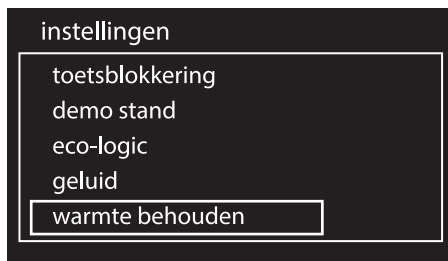 instellingen
toetsblokkering
demo stand
eco-logic
geluid
warmte behouden